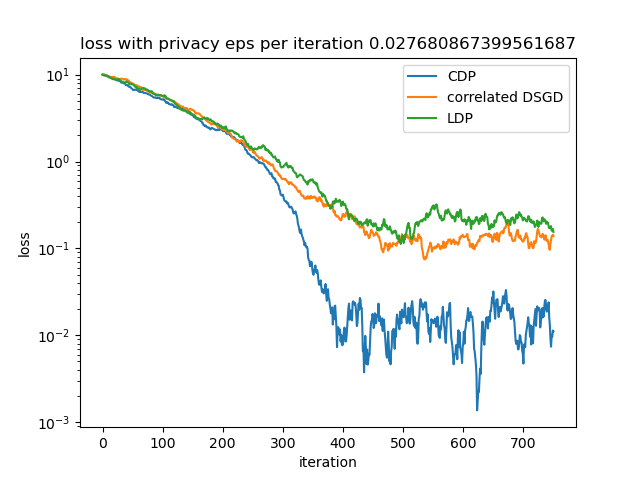 loss with privacy eps per iteration 0.027680867399561687
CDP
correlated DSGD
LDP
10¹
10⁰
10⁻¹
10⁻²
10⁻³
loss
0 100 200 300 400 500 600 700
iteration